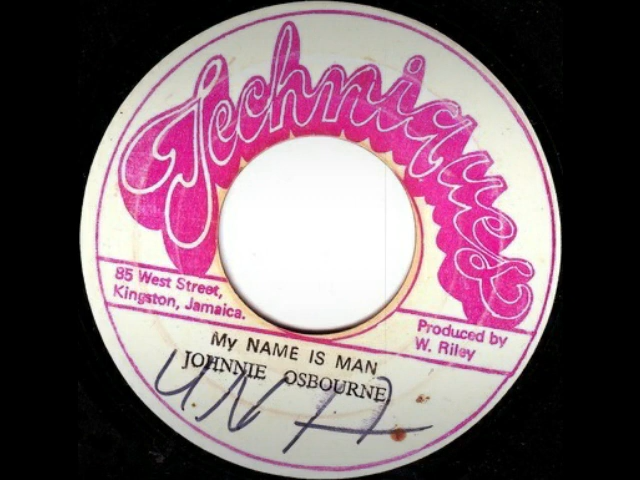 Techniques
85 West Street,
Kingston, Jamaica.
Produced by
W. Riley
My NAME IS MAN
JOHNNIE OSBOURNE